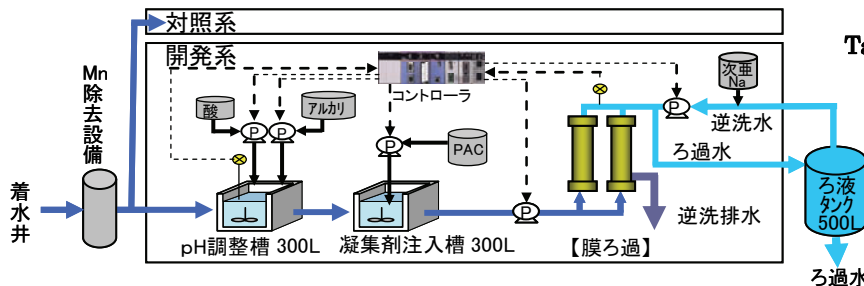 対照系
開発系
Ta
Mn
除去設備
コントローラ
次亜
Na
酸
P
P
アルカリ
P
PAC
P
逆洗水
ろ過水
着水井
P
逆洗排水
ろ液
タンク
500L
pH調整槽 300L
凝集剤注入槽 300L
【膜ろ過】
ろ過水